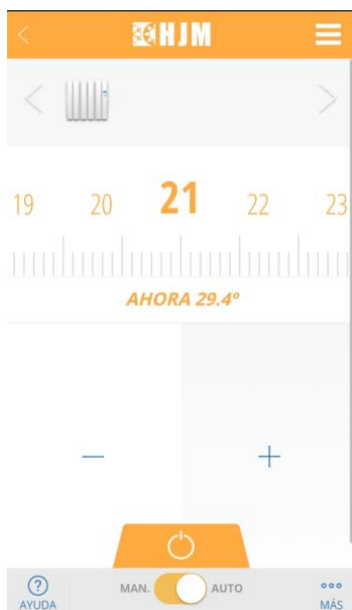 HJM
19 20 21 22 23
AHORA 29.4º
MAN. AUTO
? AYUDA
MÁS